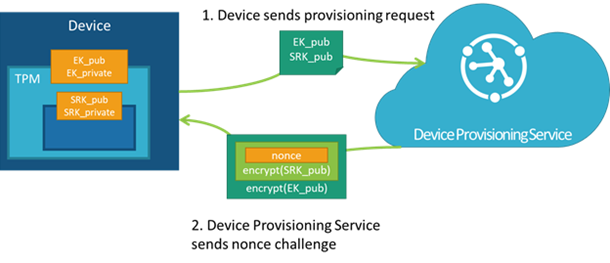 Device
1. Device sends provisioning request
EK_pub
EK_private
TPM
SRK_pub
SRK_private
EK_pub
SRK_pub
Device Provisioning Service
nonce
encrypt(SRK_pub)
encrypt(EK_pub)
2. Device Provisioning Service
sends nonce challenge